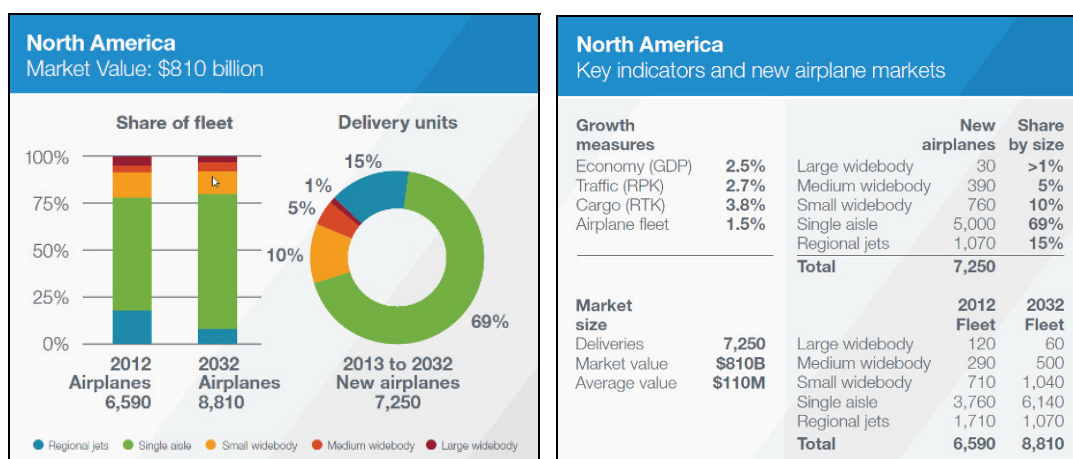 North America
Market Value: $810 billion
Share of fleet
Delivery units
100%
75%
50%
25%
0%
2012
Airplanes
6,590
2032
Airplanes
8,810
15%
1%
5%
10%
69%
2013 to 2032
New airplanes
7,250
Regional jets Single aisle Small widebody Medium widebody Large widebody
North America
Key indicators and new airplane markets
Growth
measures
Economy (GDP) 2.5%
Traffic (RPK) 2.7%
Cargo (RTK) 3.8%
Airplane fleet 1.5%
New Share
airplanes by size
Large widebody 30 >1%
Medium widebody 390 5%
Small widebody 760 10%
Single aisle 5,000 69%
Regional jets 1,070 15%
Total 7,250
Market
size
Deliveries 7,250
Market value $810B
Average value $110M
2012 2032
Fleet Fleet
Large widebody 120 60
Medium widebody 290 500
Small widebody 710 1,040
Single aisle 3,760 6,140
Regional jets 1,710 1,070
Total 6,590 8,810